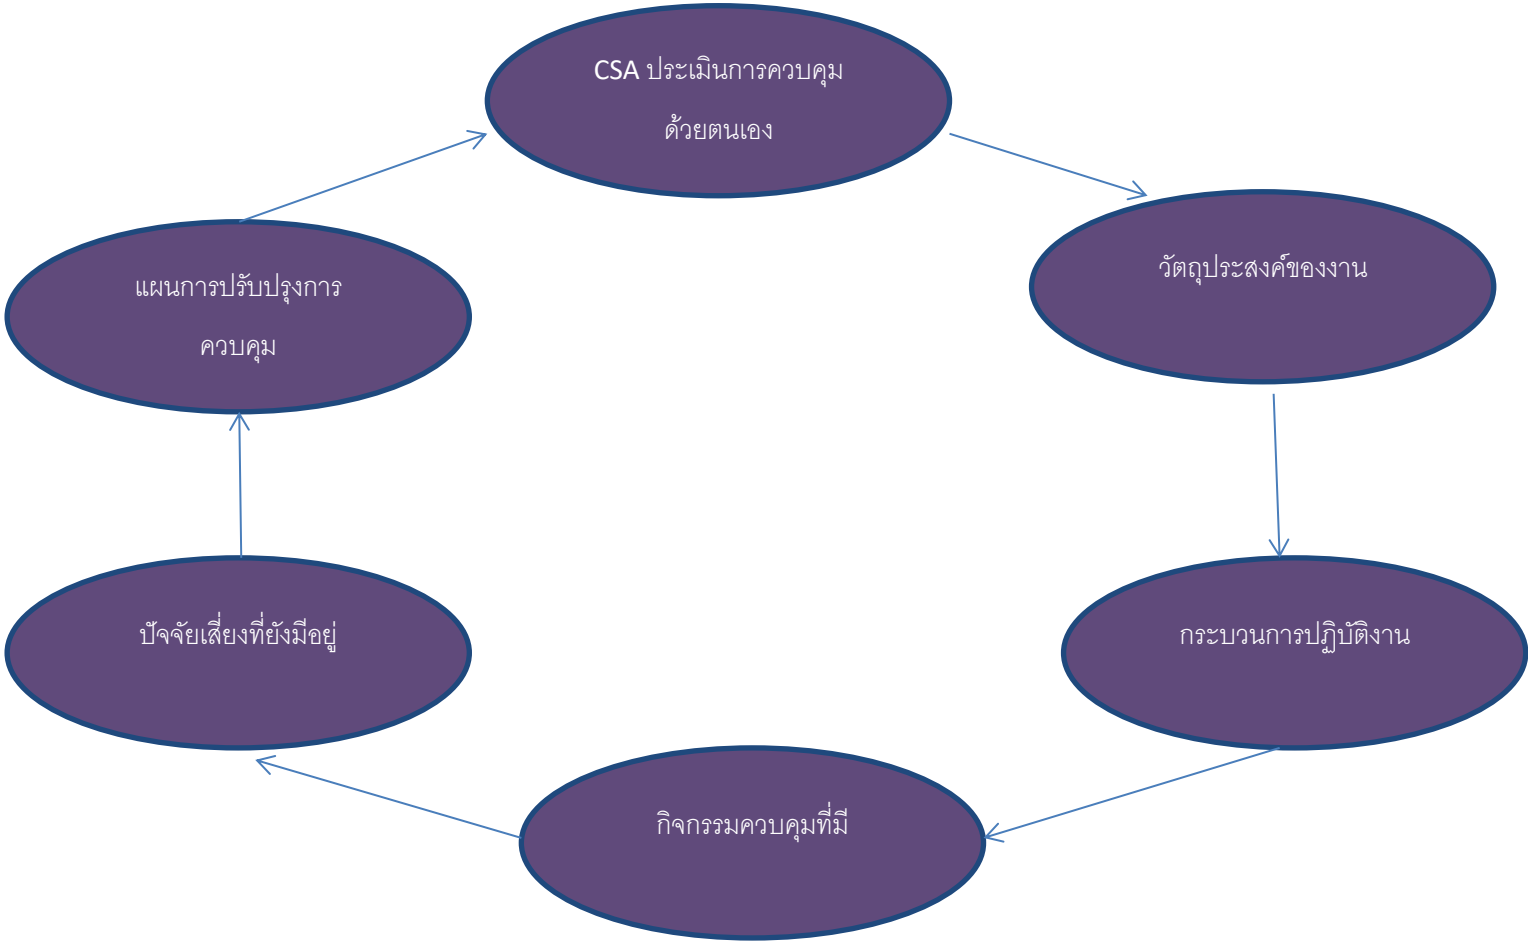 CSA ประเมินการควบคุม
ด้วยตนเอง
วัตถุประสงค์ของงาน
กระบวนการปฏิบัติงาน
กิจกรรมควบคุมที่มี
ปัจจัยเสี่ยงที่ยังมีอยู่
แผนการปรับปรุงการ
ควบคุม